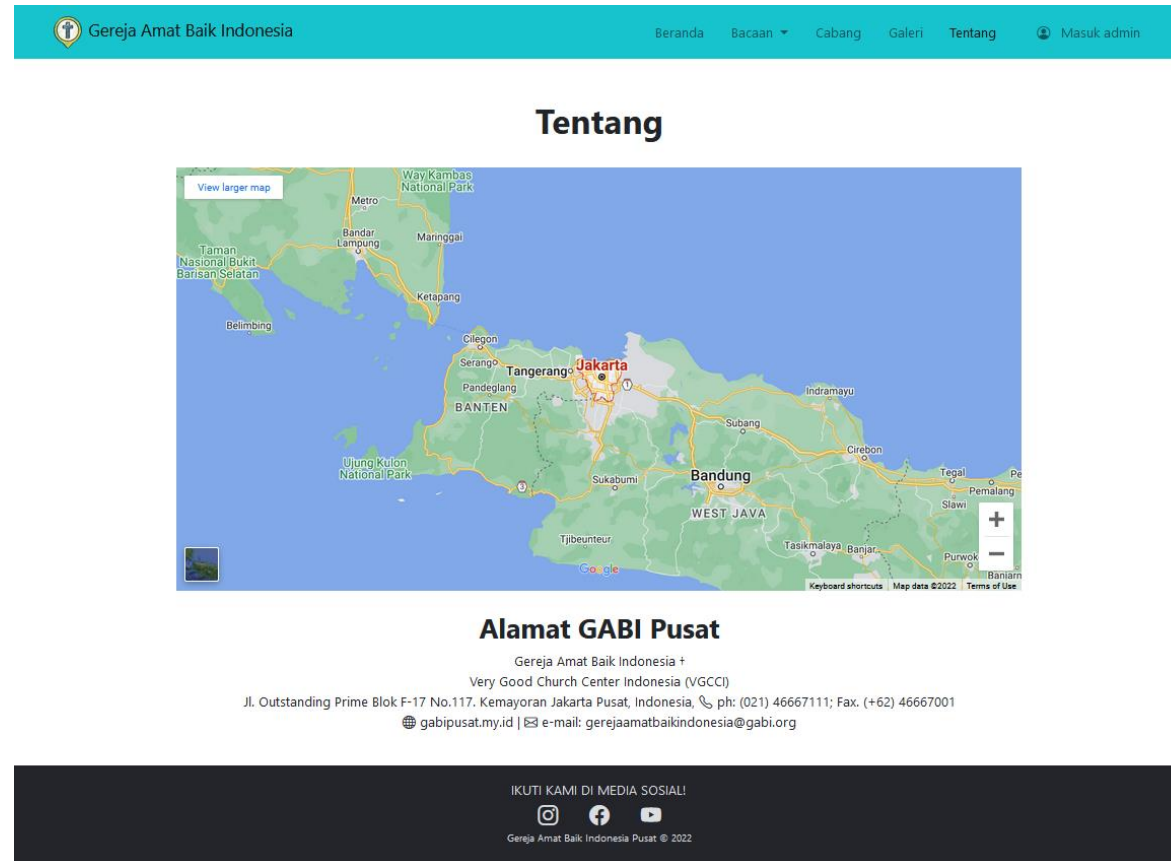 Gereja Amat Baik Indonesia
Beranda Bacaan Cabang Galeri Tentang Masuk admin
Tentang
View larger map
Way Kambas
National Park
Metro
Bandar
Lampung
Maringgai
Taman
Nasional Bukit
Barisan Selatan
Ketapang
Belimbing
Cilegon
Serang
Tangerang
Jakarta
1
Pandeglang
BANTEN
Indramayu
Subang
Cirebon
Ujung Kulon
National Park
3
Sukabumi
Bandung
Tegal
Pe
Pemalang
Slawi
WEST JAVA
+
Tjibeunteur
Tasikmalaya
Banjar
Purwok
−
Google
Banjarn
Keyboard shortcuts Map data ©2022 Terms of Use
Alamat GABI Pusat
Gereja Amat Baik Indonesia †
Very Good Church Center Indonesia (VGCCI)
Jl. Outstanding Prime Blok F-17 No.117. Kemayoran Jakarta Pusat, Indonesia, ph: (021) 46667111; Fax. (+62) 46667001
gabipusat.my.id | e-mail: gerejaamatbaikindonesia@gabi.org
IKUTI KAMI DI MEDIA SOSIAL!
Gereja Amat Baik Indonesia Pusat © 2022